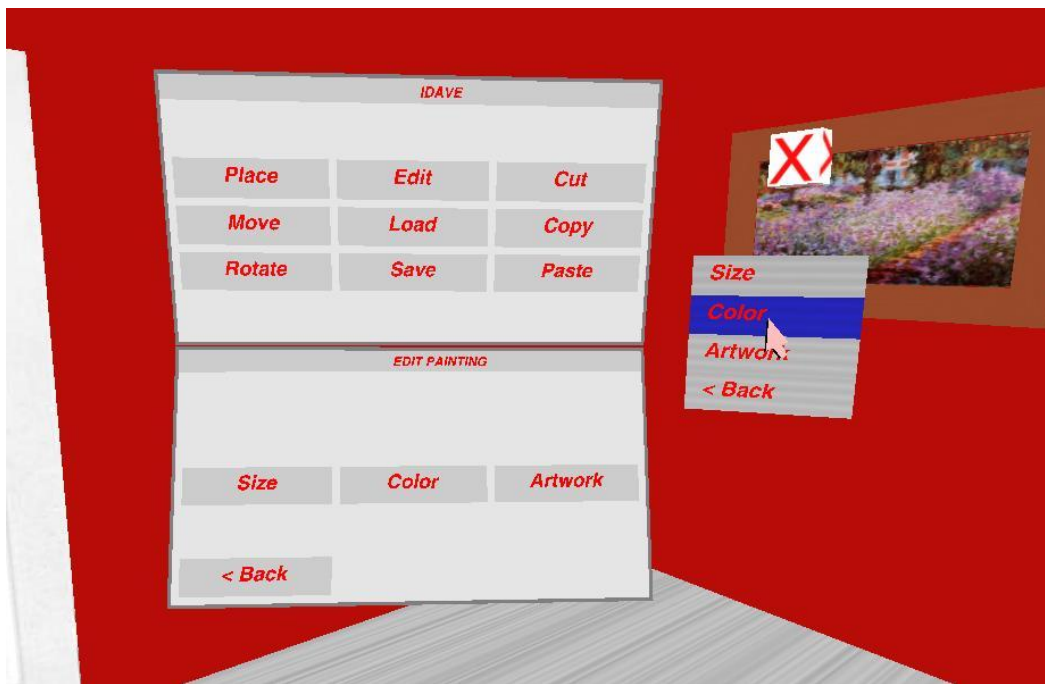 IDAVE
Place Edit Cut
Move Load Copy
Rotate Save Paste
EDIT PAINTING
Size Color Artwork
< Back
X
Size
Color
Artwork
< Back